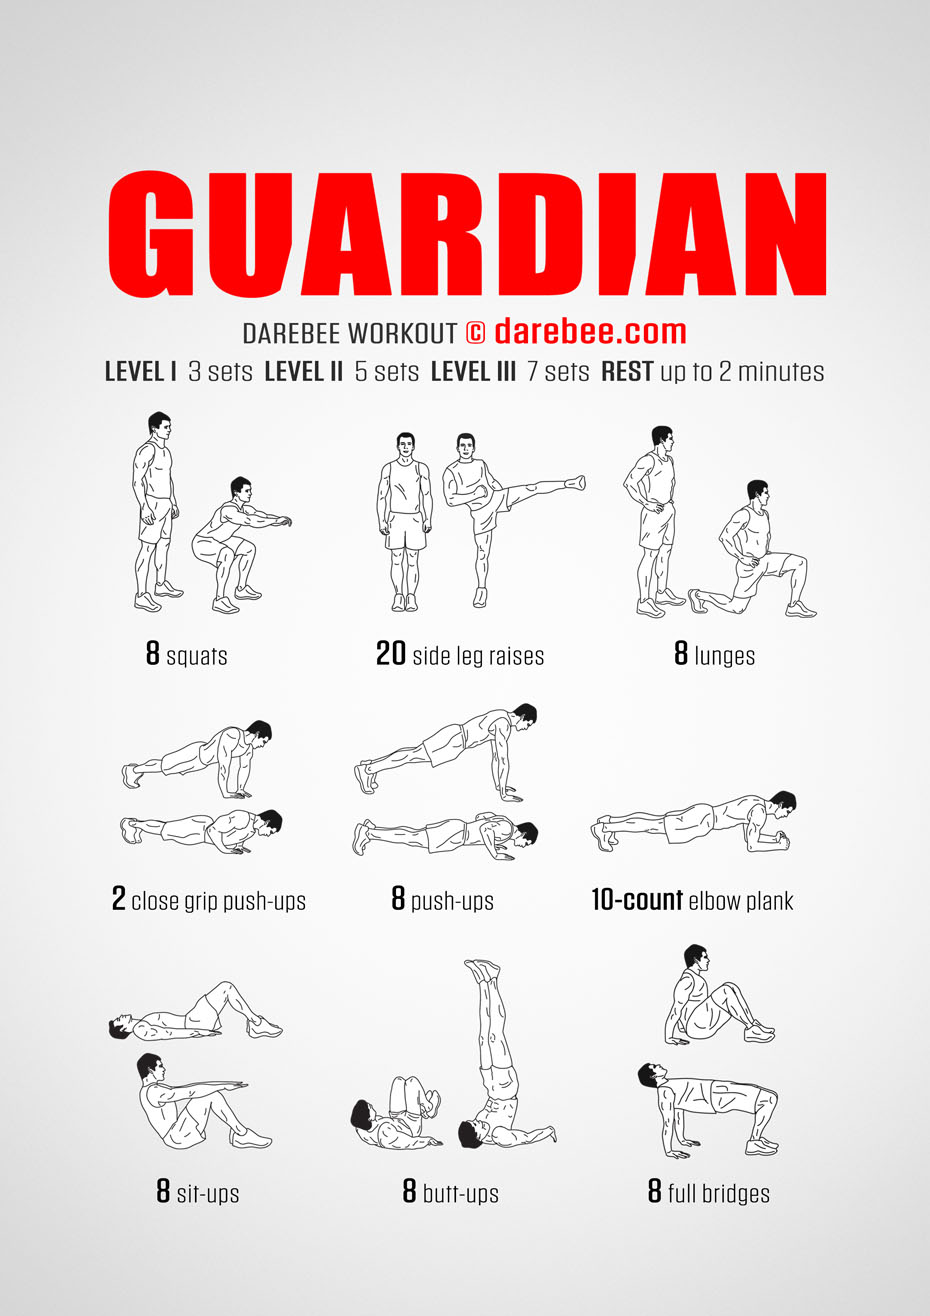 GUARDIAN
DAREBEE WORKOUT © darebee.com
LEVEL I 3 sets LEVEL II 5 sets LEVEL III 7 sets REST up to 2 minutes
8 squats
20 side leg raises
8 lunges
2 close grip push-ups
8 push-ups
10-count elbow plank
8 sit-ups
8 butt-ups
8 full bridges